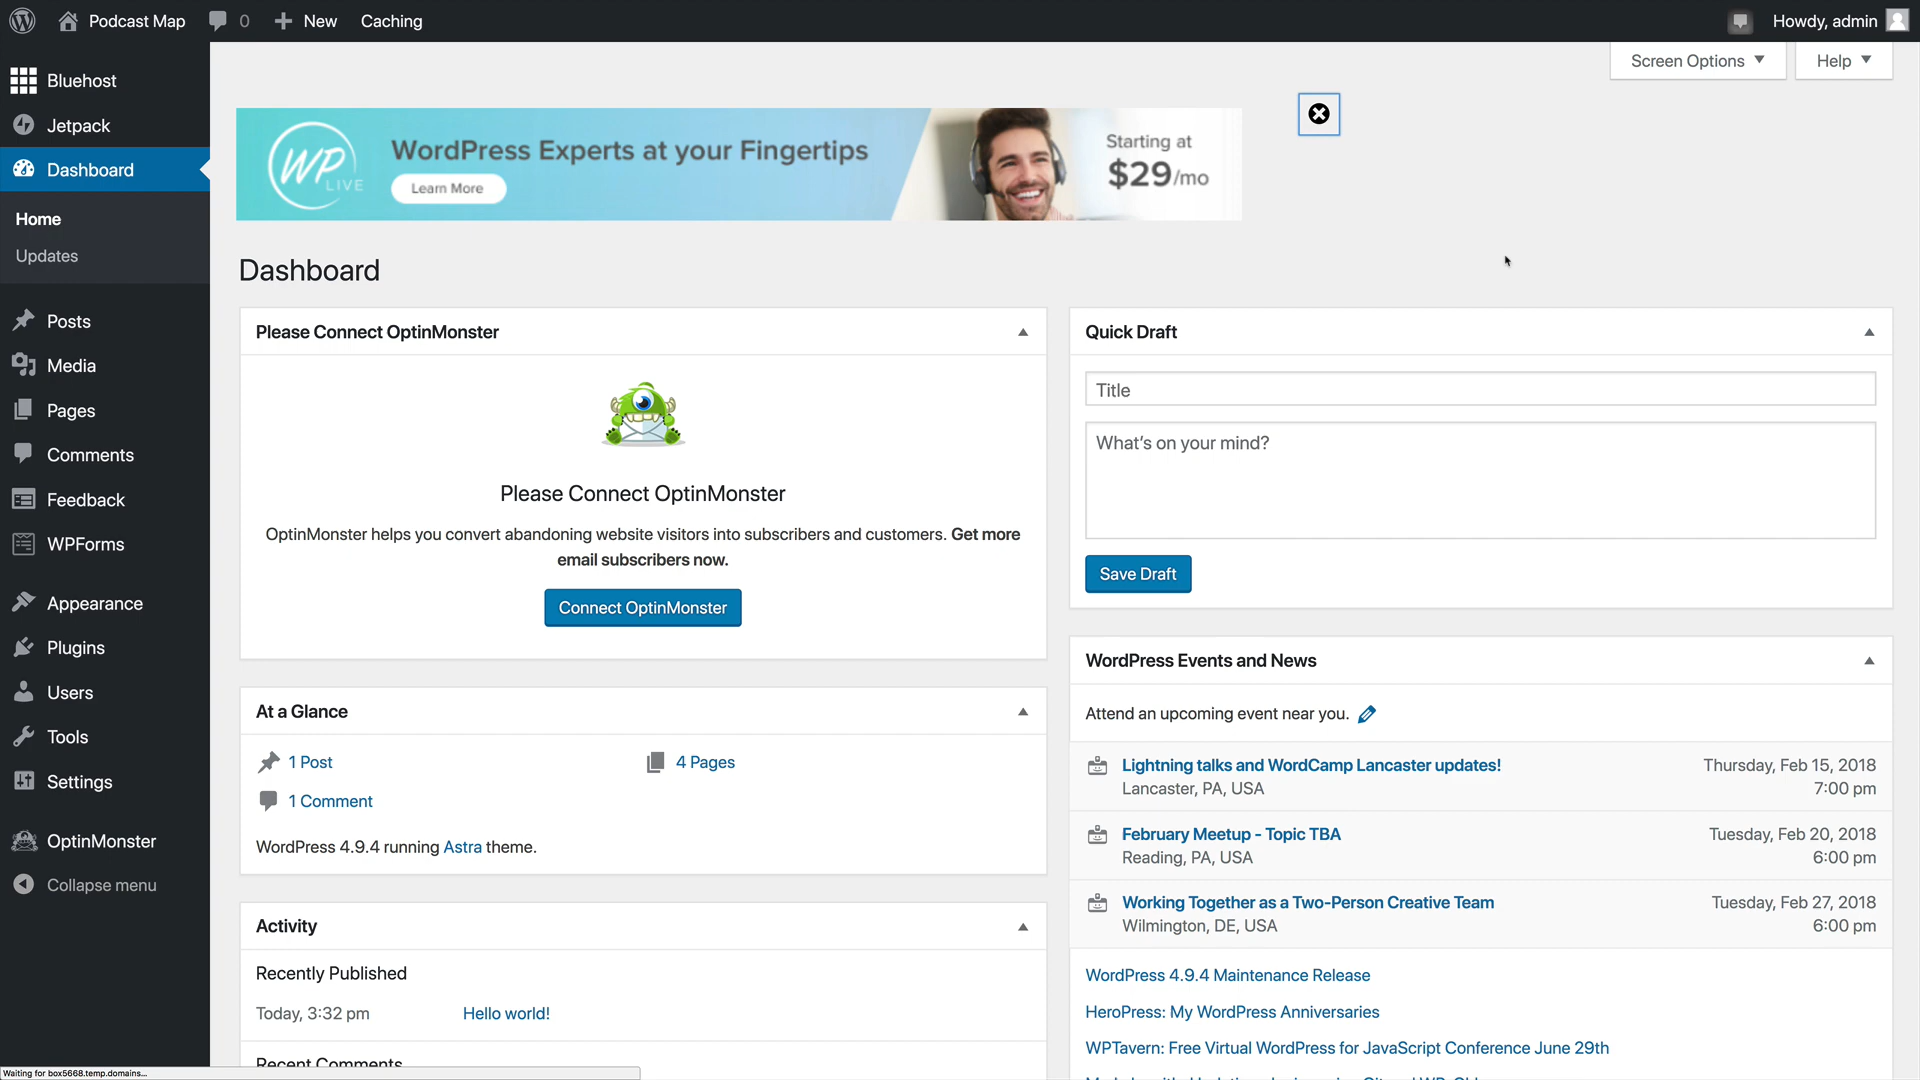 Podcast Map
0
New
Caching
Howdy, admin
Bluehost
Jetpack
Dashboard
Home
Updates
Posts
Media
Pages
Comments
Feedback
WPForms
Appearance
Plugins
Users
Tools
Settings
OptinMonster
Collapse menu
Screen Options
Help
WP
LIVE
WordPress Experts at your Fingertips
Learn More
Starting at
$29/mo
Dashboard
Please Connect OptinMonster
Please Connect OptinMonster
OptinMonster helps you convert abandoning website visitors into subscribers and customers. Get more
email subscribers now.
Connect OptinMonster
At a Glance
1 Post
4 Pages
1 Comment
WordPress 4.9.4 running Astra theme.
Activity
Recently Published
Today, 3:32 pm
Hello world!
Recent Comments
Quick Draft
Title
What's on your mind?
Save Draft
WordPress Events and News
Attend an upcoming event near you.
Lightning talks and WordCamp Lancaster updates!
Thursday, Feb 15, 2018
Lancaster, PA, USA
7:00 pm
February Meetup - Topic TBA
Tuesday, Feb 20, 2018
Reading, PA, USA
6:00 pm
Working Together as a Two-Person Creative Team
Tuesday, Feb 27, 2018
Wilmington, DE, USA
6:00 pm
WordPress 4.9.4 Maintenance Release
HeroPress: My WordPress Anniversaries
WPTavern: Free Virtual WordPress for JavaScript Conference June 29th
Waiting for box5668.temp.domains...